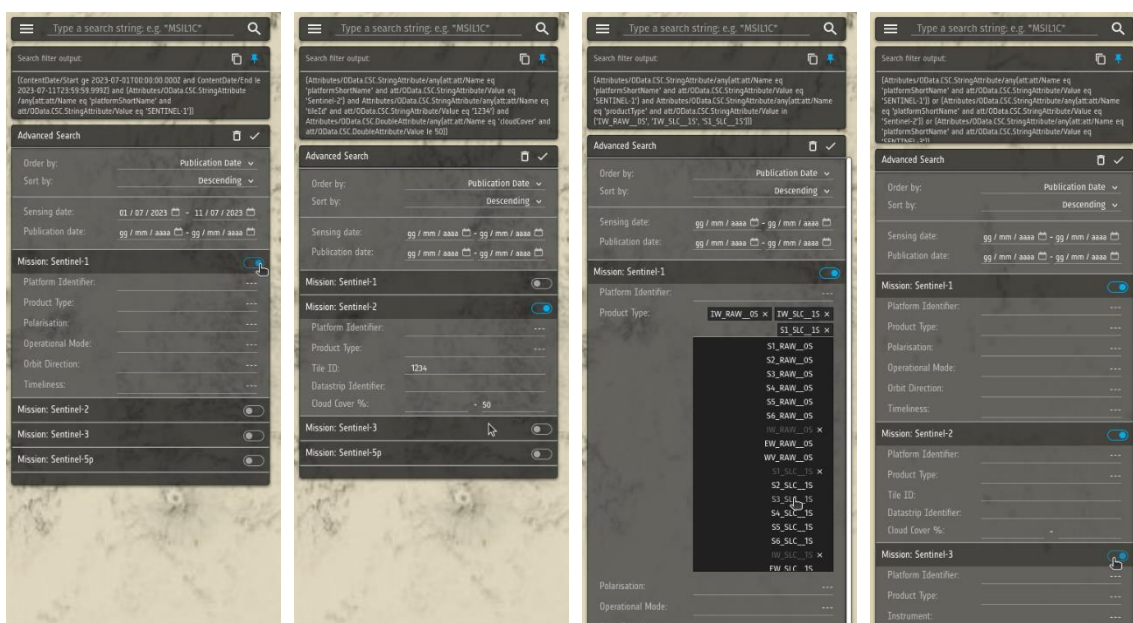 Type a search string: e.g. *MSIL1C*
Search filter output:
((ContentDate/Start ge 2023-07-01T00:00:00.000Z and ContentDate/End le
2023-07-11T23:59:59.999Z) and (Attributes/OData.CSC.StringAttribute
/any(att:att/Name eq 'platformShortName' and
att/OData.CSC.StringAttribute/Value eq 'SENTINEL-1'))
Advanced Search
Order by: Publication Date
Sort by: Descending
Sensing date: 01 / 07 / 2023 - 11 / 07 / 2023
Publication date: gg / mm / aaaa - gg / mm / aaaa
Mission: Sentinel-1
Platform Identifier: ---
Product Type: ---
Polarisation: ---
Operational Mode: ---
Orbit Direction: ---
Timeliness: ---
Mission: Sentinel-2
Mission: Sentinel-3
Mission: Sentinel-5p
Type a search string: e.g. *MSIL1C*
Search filter output:
(Attributes/OData.CSC.StringAttribute/any(att:att/Name eq
'platformShortName' and att/OData.CSC.StringAttribute/Value eq
'Sentinel-2') and Attributes/OData.CSC.StringAttribute/any(att:att/Name eq
'tileId' and att/OData.CSC.StringAttribute/Value eq '1234') and
Attributes/OData.CSC.DoubleAttribute/any(att:att/Name eq 'cloudCover' and
att/OData.CSC.DoubleAttribute/Value le 50))
Advanced Search
Order by: Publication Date
Sort by: Descending
Sensing date: gg / mm / aaaa - gg / mm / aaaa
Publication date: gg / mm / aaaa - gg / mm / aaaa
Mission: Sentinel-1
Mission: Sentinel-2
Platform Identifier: ---
Product Type: ---
Tile ID: 1234
Datastrip Identifier:
Cloud Cover %: - 50
Mission: Sentinel-3
Mission: Sentinel-5p
Type a search string: e.g. *MSIL1C*
Search filter output:
(Attributes/OData.CSC.StringAttribute/any(att:att/Name eq
'platformShortName' and att/OData.CSC.StringAttribute/Value eq
'SENTINEL-1') and Attributes/OData.CSC.StringAttribute/any(att:att/Name
eq 'productType' and att/OData.CSC.StringAttribute/Value in
('IW_RAW__0S', 'IW_SLC__1S', 'S1_SLC__1S')))
Advanced Search
Order by: Publication Date
Sort by: Descending
Sensing date: gg / mm / aaaa - gg / mm / aaaa
Publication date: gg / mm / aaaa - gg / mm / aaaa
Mission: Sentinel-1
Platform Identifier: ---
Product Type: IW_RAW__0S × IW_SLC__1S ×
S1_SLC__1S ×
S1_RAW__0S
S2_RAW__0S
S3_RAW__0S
S4_RAW__0S
S5_RAW__0S
S6_RAW__0S
IW_RAW__0S ×
EW_RAW__0S
WV_RAW__0S
S1_SLC__1S ×
S2_SLC__1S
S3_SLC__1S
S4_SLC__1S
S5_SLC__1S
S6_SLC__1S
IW_SLC__1S ×
EW_SLC__1S
Polarisation: ---
Operational Mode: ---
Type a search string: e.g. *MSIL1C*
Search filter output:
(Attributes/OData.CSC.StringAttribute/any(att:att/Name eq
'platformShortName' and att/OData.CSC.StringAttribute/Value eq
'SENTINEL-1')) or (Attributes/OData.CSC.StringAttribute/any(att:att/Name
eq 'platformShortName' and att/OData.CSC.StringAttribute/Value eq
'Sentinel-2')) or (Attributes/OData.CSC.StringAttribute/any(att:att/Name eq
'platformShortName' and att/OData.CSC.StringAttribute/Value eq
'SENTINEL-3'))
Advanced Search
Order by: Publication Date
Sort by: Descending
Sensing date: gg / mm / aaaa - gg / mm / aaaa
Publication date: gg / mm / aaaa - gg / mm / aaaa
Mission: Sentinel-1
Platform Identifier: ---
Product Type: ---
Polarisation: ---
Operational Mode: ---
Orbit Direction: ---
Timeliness: ---
Mission: Sentinel-2
Platform Identifier: ---
Product Type: ---
Tile ID:
Datastrip Identifier:
Cloud Cover %: -
Mission: Sentinel-3
Platform Identifier: ---
Product Type: ---
Instrument: ---